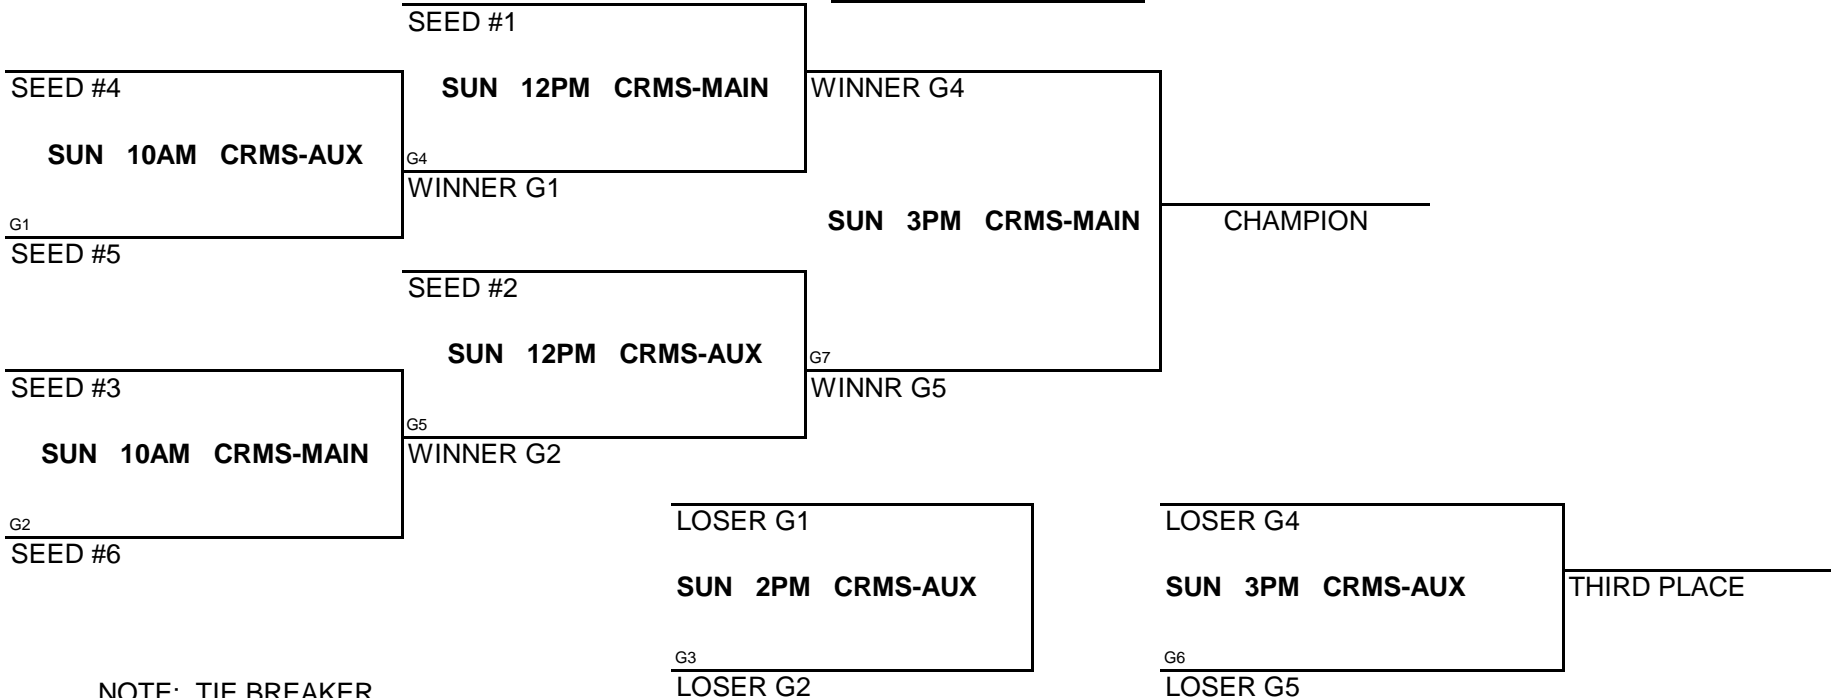 SEED #1
SEED #4
SUN 12PM CRMS-MAIN
WINNER G4
SUN 10AM CRMS-AUX
G4
WINNER G1
G1
SUN 3PM CRMS-MAIN
CHAMPION
SEED #5
SEED #2
SUN 12PM CRMS-AUX
G7
SEED #3
WINNR G5
G5
SUN 10AM CRMS-MAIN
WINNER G2
G2
LOSER G1
LOSER G4
SEED #6
SUN 2PM CRMS-AUX
SUN 3PM CRMS-AUX
THIRD PLACE
G3
G6
NOTE: TIE BREAKER
LOSER G2
LOSER G5